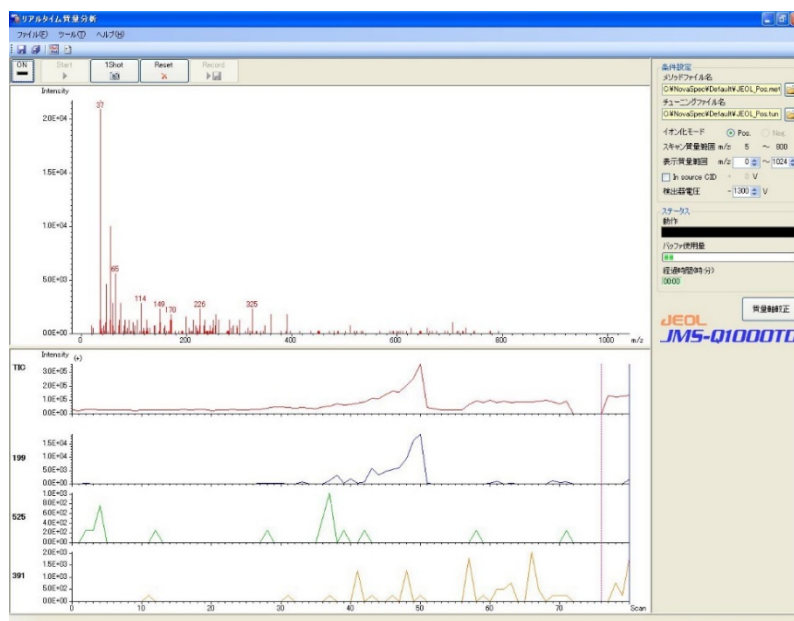 リアルタイム質量分析
ファイル(F) ツール(T) ヘルプ(H)
ON Start 1Shot Reset Record
Intensity
37
2.0E+04
1.5E+04
1.0E+04
5.0E+03
0.0E+00
65
114
149
170
226
325
0 200 400 600 800 1000 m/z
Intensity (+)
TIC
3.0E+05
2.0E+05
1.0E+05
0.0E+00
199
1.5E+04
1.0E+04
5.0E+03
0.0E+00
525
1.0E+03
8.0E+02
6.0E+02
4.0E+02
2.0E+02
0.0E+00
391
2.0E+03
1.5E+03
1.0E+03
5.0E+02
0.0E+00
0 10 20 30 40 50 60 70 Scan
条件設定
メソッドファイル名
C:¥NovaSpec¥Default¥JEOL_Pos.met
チューニングファイル名
C:¥NovaSpec¥Default¥JEOL_Pos.tun
イオン化モード Pos. Neg.
スキャン質量範囲 m/z 5 ～ 800
表示質量範囲 m/z 0 ～ 1024
In source CID - 0 V
検出器電圧 -1300 V
ステータス
動作
バッファ使用量
経過時間(時:分)
00:00
質量軸較正
JEOL
JMS-Q1000TD